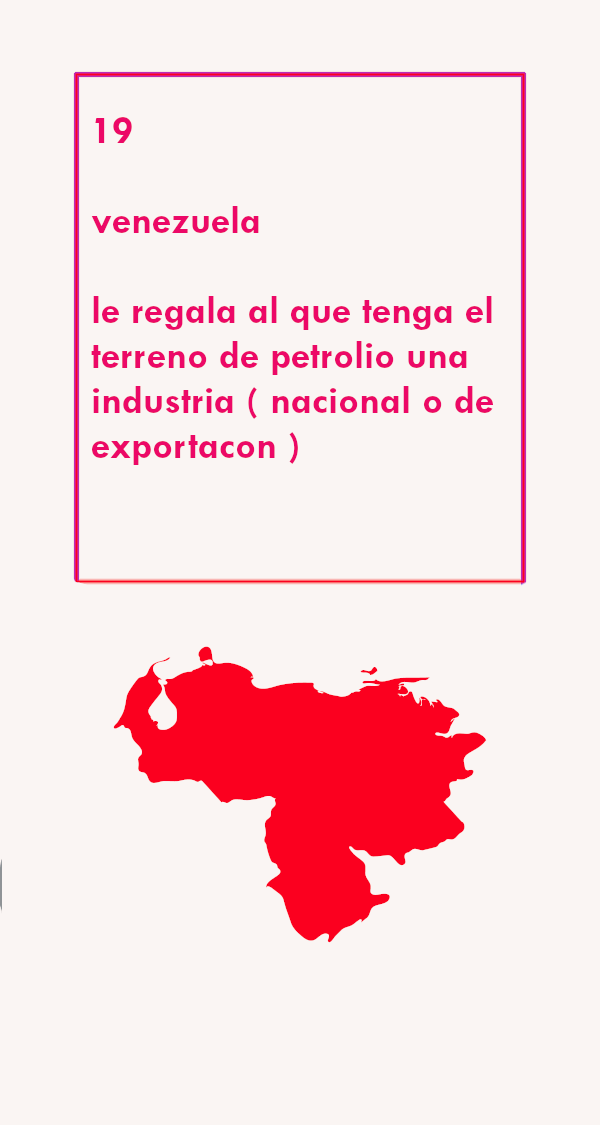 19
venezuela
le regala al que tenga el
terreno de petrolio una
industria ( nacional o de
exportacon )